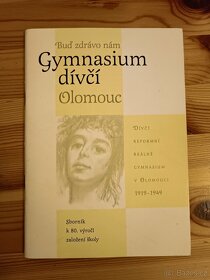 Buď zdrávo nám
Gymnasium
dívčí
Olomouc
Dívčí
reformní
reálné
gymnasium
v Olomouci
1919–1949
Sborník
k 80. výročí
založení školy